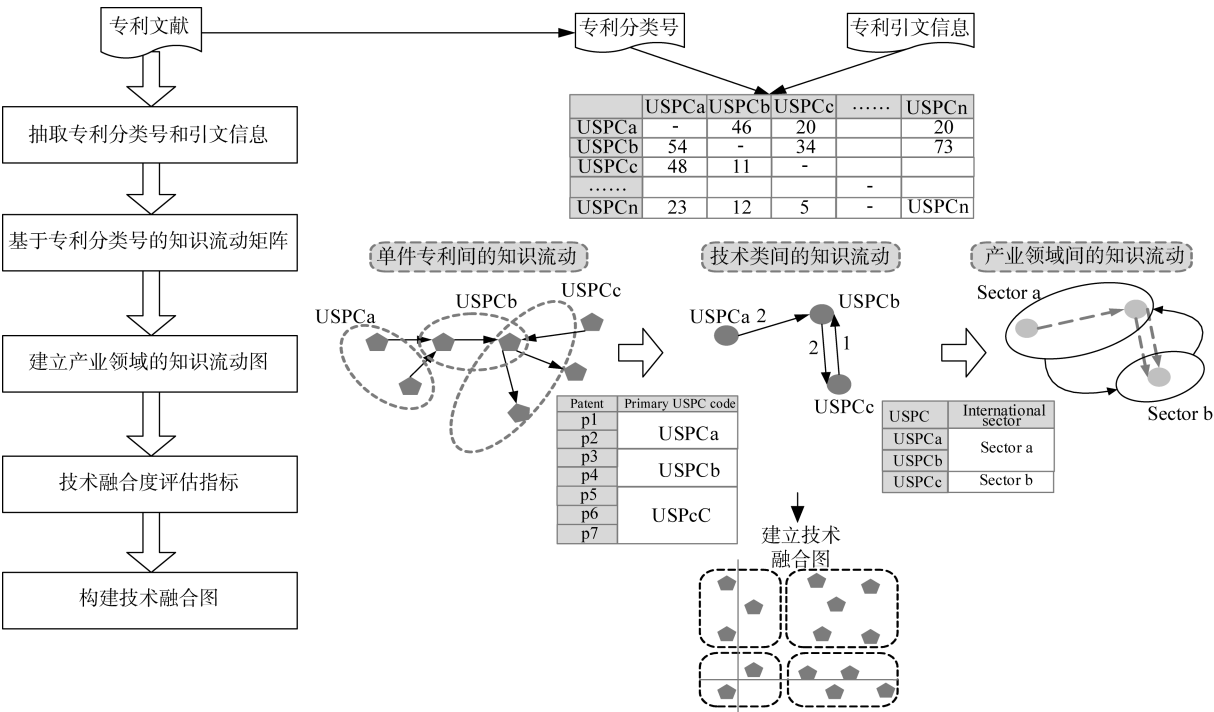 专利文献
专利分类号
专利引文信息
抽取专利分类号和引文信息
基于专利分类号的知识流动矩阵
建立产业领域的知识流动图
技术融合度评估指标
构建技术融合图
USPCa USPCb USPCc …… USPCn
USPCa - 46 20 20
USPCb 54 - 34 73
USPCc 48 11 -
…… -
USPCn 23 12 5 - USPCn
单件专利间的知识流动
技术类间的知识流动
产业领域间的知识流动
USPCa
USPCb
USPCc
USPCa 2
USPCb
2 1
USPCc
Sector a
Sector b
Patent Primary USPC code
p1
p2
USPCa
p3
p4
USPCb
p5
p6
p7
USPcC
USPC International
sector
USPCa
USPCb
Sector a
USPCc Sector b
建立技术
融合图